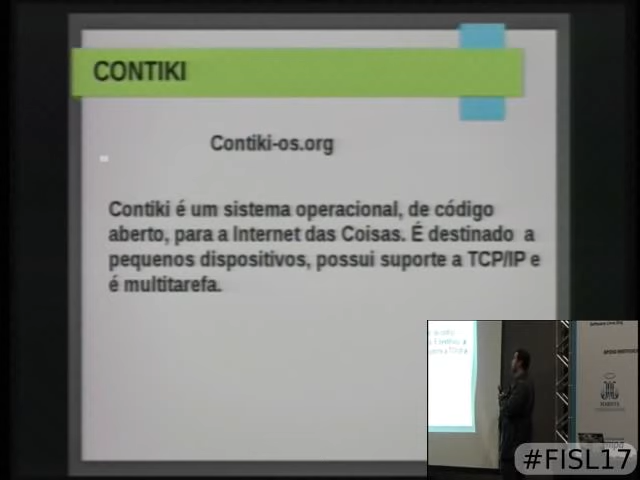 CONTIKI
Contiki-os.org
Contiki é um sistema operacional, de código
aberto, para a Internet das Coisas. É destinado a
pequenos dispositivos, possui suporte a TCP/IP e
é multitarefa.
#FISL17